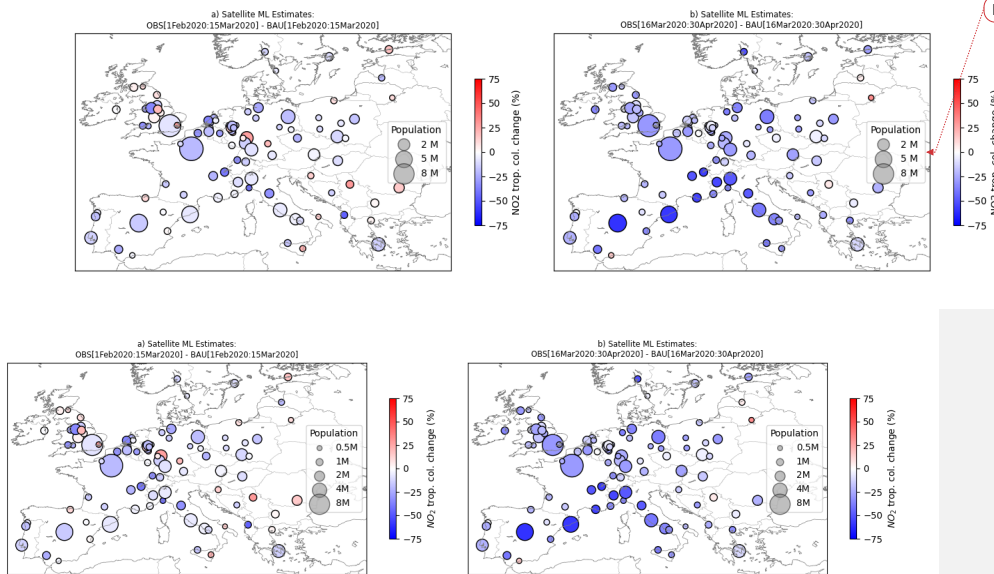 a) Satellite ML Estimates:
OBS[1Feb2020:15Mar2020] - BAU[1Feb2020:15Mar2020]
75
50
25
0
−25
−50
−75
NO2 trop. col. change (%)
Population
2 M
5 M
8 M
b) Satellite ML Estimates:
OBS[16Mar2020:30Apr2020] - BAU[16Mar2020:30Apr2020]
75
50
25
0
−25
−50
−75
NO2 trop. col. change (%)
Population
2 M
5 M
8 M
a) Satellite ML Estimates:
OBS[1Feb2020:15Mar2020] - BAU[1Feb2020:15Mar2020]
75
50
25
0
−25
−50
−75
NO₂ trop. col. change (%)
Population
0.5M
1M
2M
4M
8M
b) Satellite ML Estimates:
OBS[16Mar2020:30Apr2020] - BAU[16Mar2020:30Apr2020]
75
50
25
0
−25
−50
−75
NO₂ trop. col. change (%)
Population
0.5M
1M
2M
4M
8M